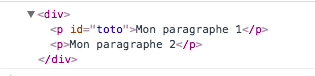 ▼<div>
<p id="toto">Mon paragraphe 1</p>
<p>Mon paragraphe 2</p>
</div>